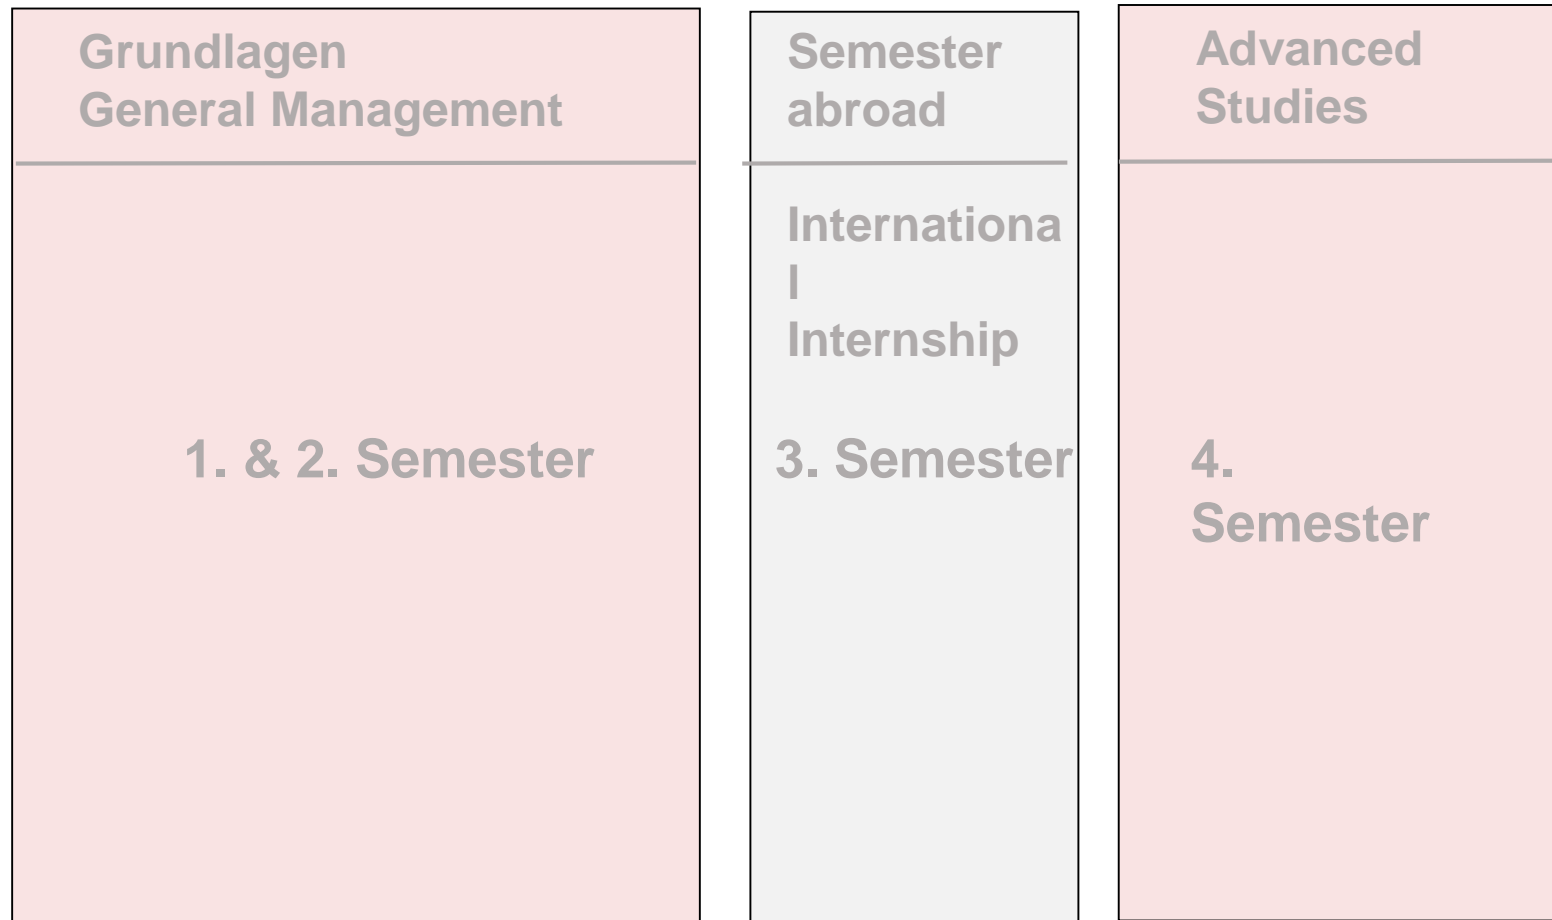 Grundlagen
General Management
1. & 2. Semester
Semester
abroad
Internationa
l
Internship
3. Semester
Advanced
Studies
4.
Semester